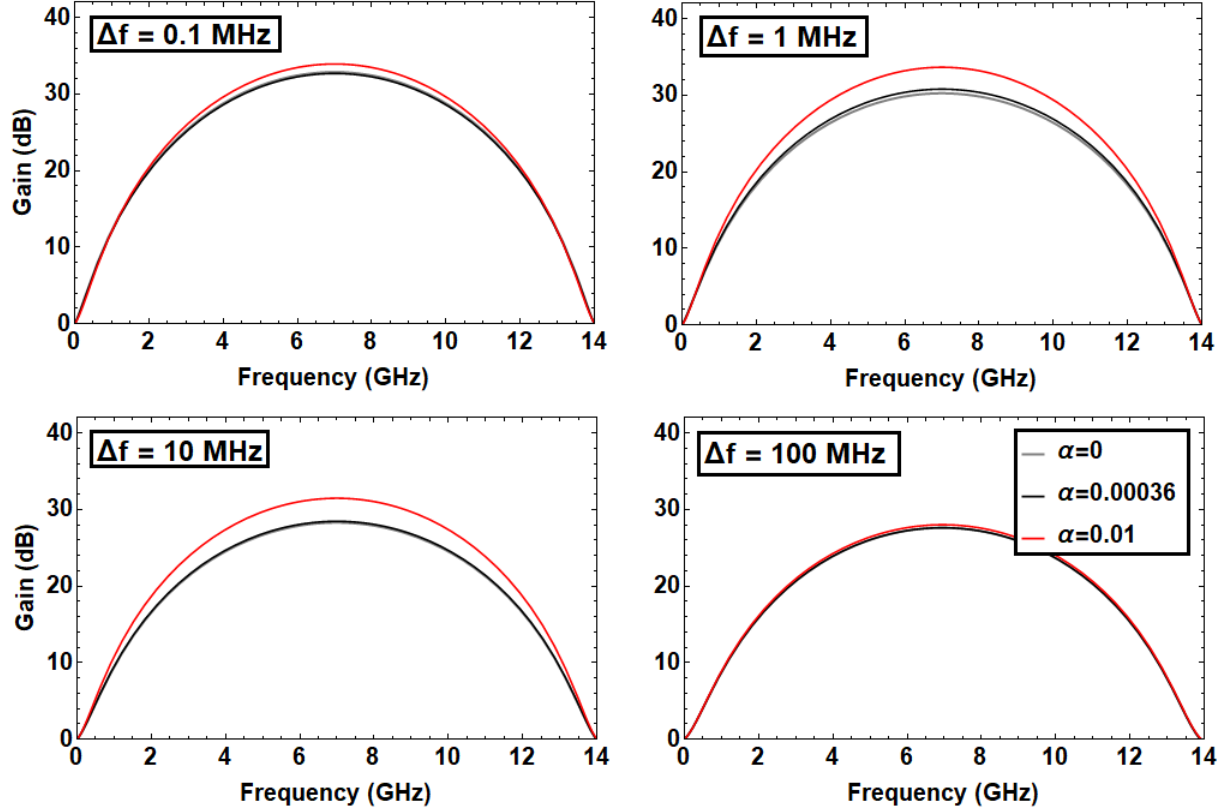 Δf = 0.1 MHz
40
30
20
10
0
Gain (dB)
0 2 4 6 8 10 12 14
Frequency (GHz)
Δf = 1 MHz
40
30
20
10
0
0 2 4 6 8 10 12 14
Frequency (GHz)
Δf = 10 MHz
40
30
20
10
0
Gain (dB)
0 2 4 6 8 10 12 14
Frequency (GHz)
Δf = 100 MHz
40
30
20
10
0
α=0
α=0.00036
α=0.01
0 2 4 6 8 10 12 14
Frequency (GHz)